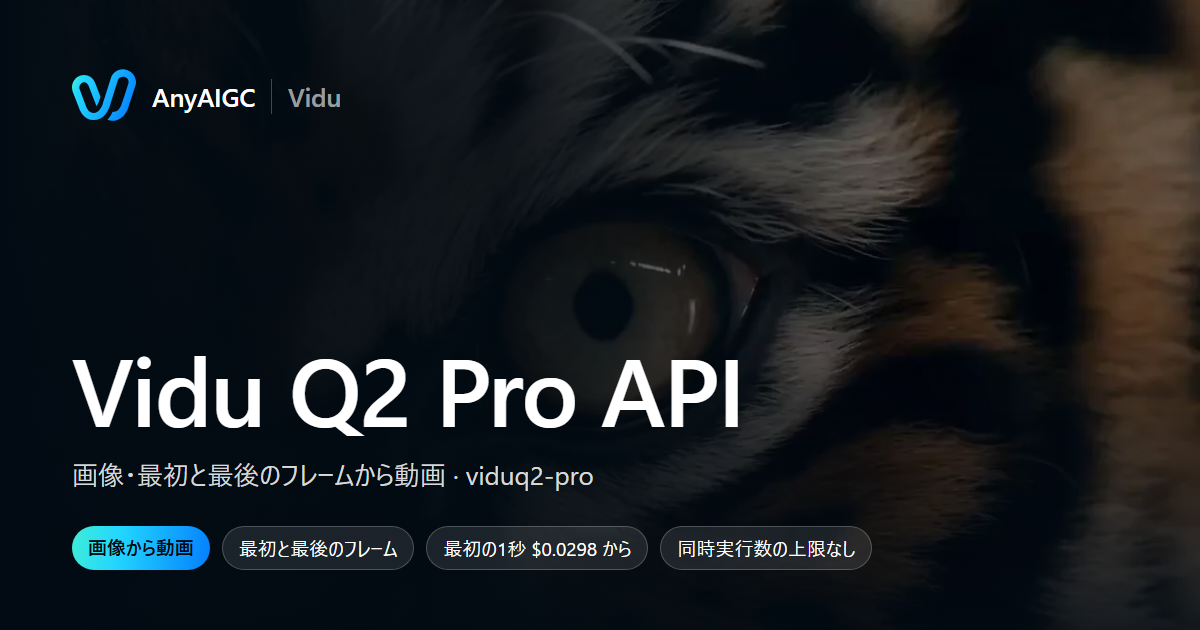 AnyAIGC | Vidu
Vidu Q2 Pro API
画像・最初と最後のフレームから動画 · viduq2-pro
画像から動画 最初と最後のフレーム 最初の1秒 $0.0298 から 同時実行数の上限なし